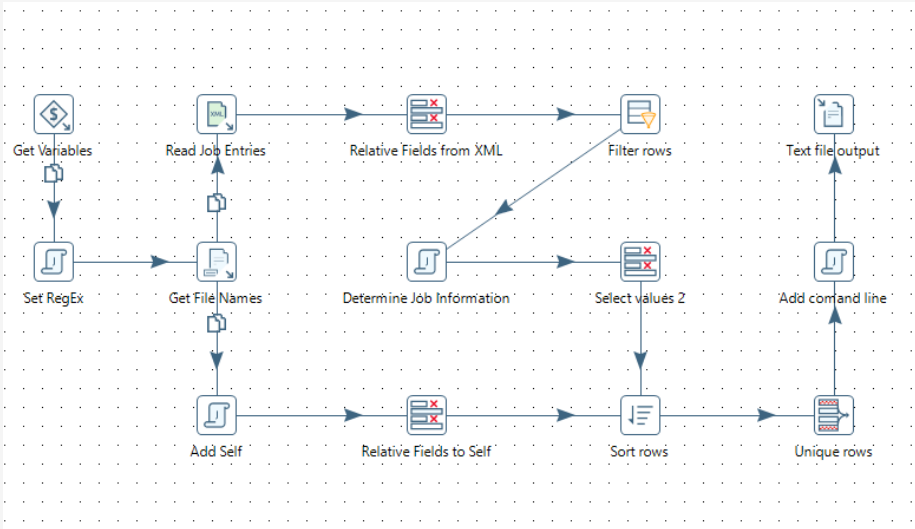 Get Variables
Read Job Entries
Relative Fields from XML
Filter rows
Text file output
Set RegEx
Get File Names
Determine Job Information
Select values 2
Add comand line
Add Self
Relative Fields to Self
Sort rows
Unique rows